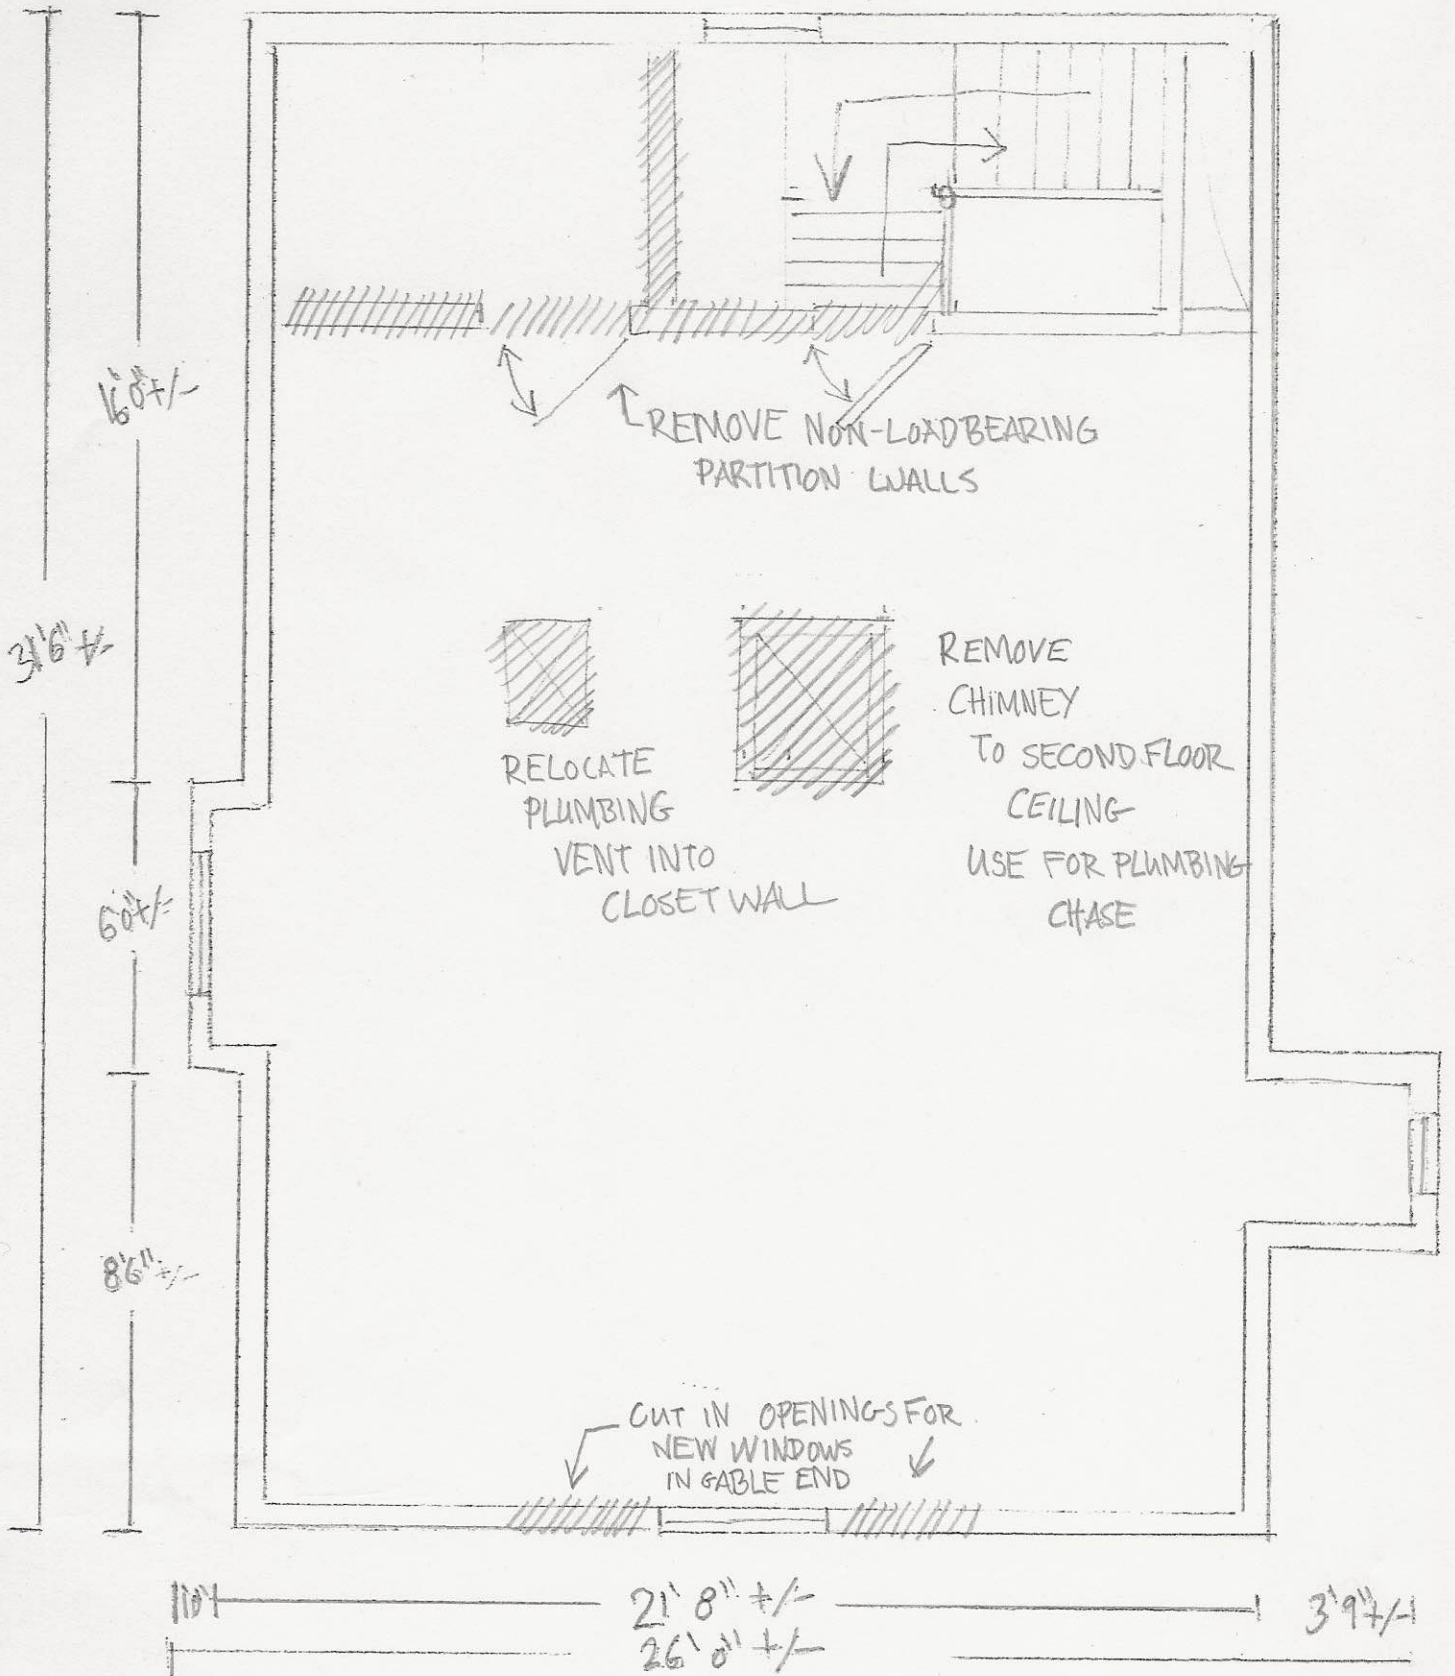 16'0" +/-
REMOVE NON-LOADBEARING
PARTITION WALLS
31'6" +/-
REMOVE
CHIMNEY
TO SECOND FLOOR
CEILING
USE FOR PLUMBING
CHASE
RELOCATE
PLUMBING
VENT INTO
CLOSET WALL
6'0" +/-
8'6" +/-
CUT IN OPENINGS FOR
NEW WINDOWS
IN GABLE END
21' 8" +/-
3'9" +/-
26' 0" +/-